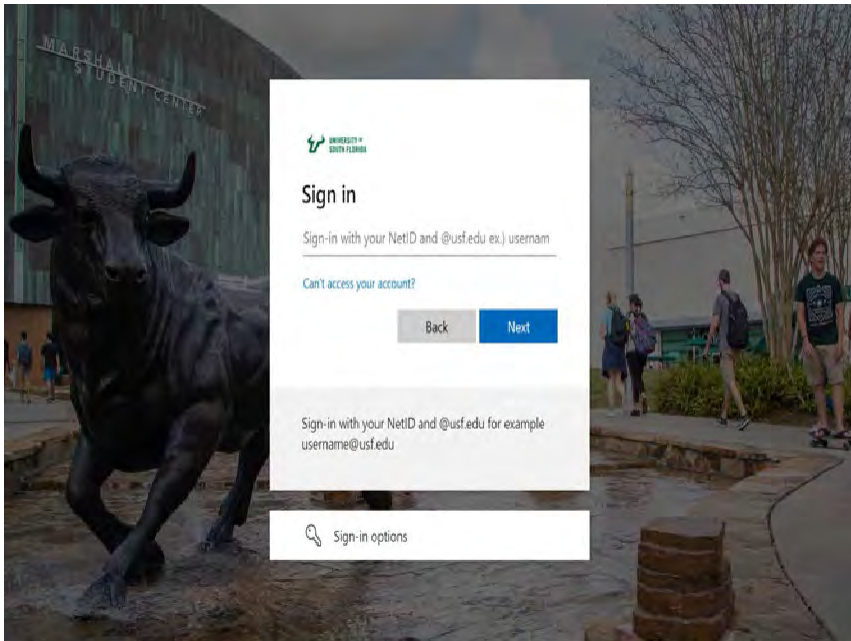 MARSHALL
STUDENT CENTER
UNIVERSITY OF
SOUTH FLORIDA
Sign in
Sign-in with your NetID and @usf.edu ex.) usernam
Can't access your account?
Back
Next
Sign-in with your NetID and @usf.edu for example
username@usf.edu
Sign-in options